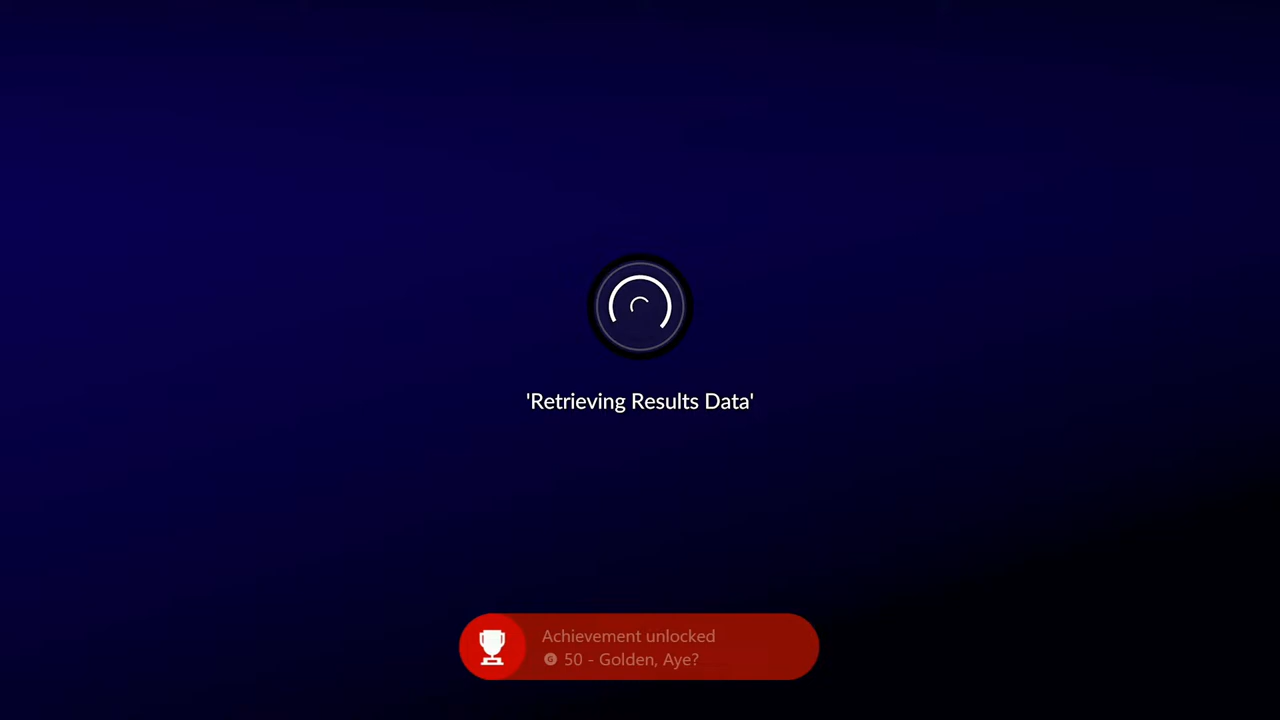 'Retrieving Results Data'
Achievement unlocked
G 50 - Golden, Aye?